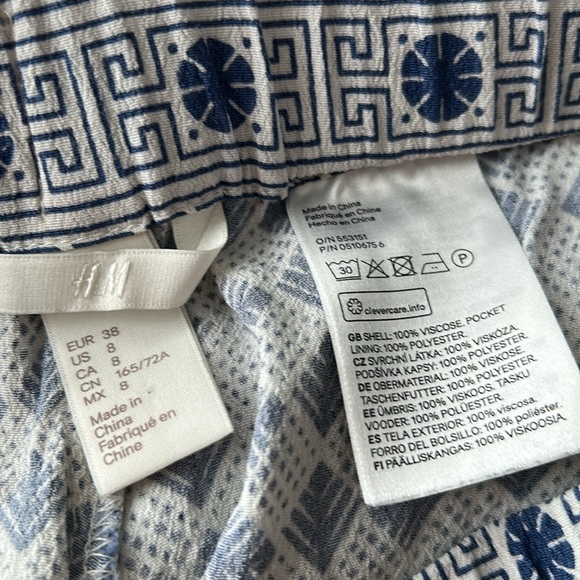 H&M
EUR 38
US 8
CA 8
CN 165/72A
MX 8
Made in
China
Fabriqué en
Chine
Made in China
Fabriqué en China
Hecho en China
O/N 553151
P/N 0510675 6
30
P
clevercare.info
GB SHELL: 100% VISCOSE. POCKET
LINING: 100% POLYESTER.
CZ SVRCHNÍ LÁTKA: 100% VISKÓZA.
PODŠÍVKA KAPSY: 100% POLYESTER.
DE OBERMATERIAL: 100% VISKOSE.
TASCHENFUTTER: 100% POLYESTER.
EE ÜMBRIS: 100% VISKOOS. TASKU
VOODER: 100% POLÜESTER.
ES TELA EXTERIOR: 100% viscosa.
FORRO DEL BOLSILLO: 100% poliéster.
FI PÄÄLLISKANGAS: 100% VISKOOSIA.